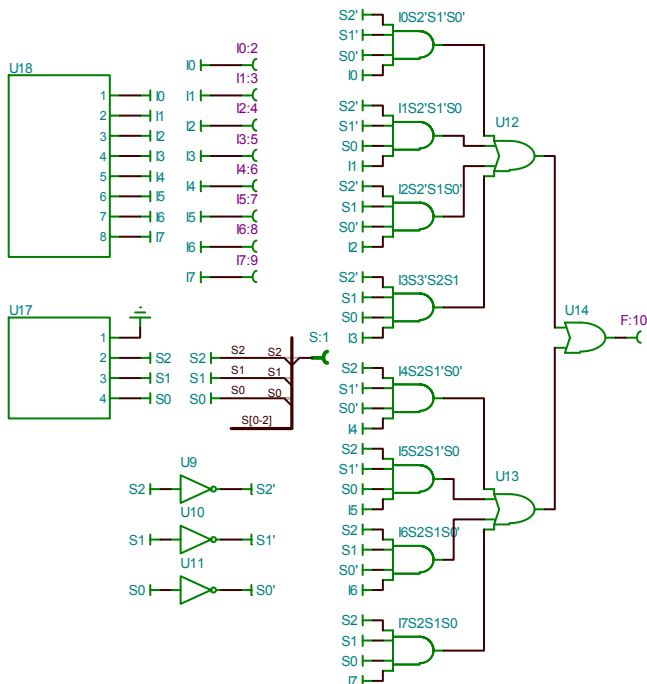 U18
1 I0
2 I1
3 I2
4 I3
5 I4
6 I5
7 I6
8 I7
I0:2
I0
I1:3
I1
I2:4
I2
I3:5
I3
I4:6
I4
I5:7
I5
I6:8
I6
I7:9
I7
U17
1
2 S2
3 S1
4 S0
S2 S2 S2
S1 S1 S1
S0 S0 S0
S[0-2]
S:1
U9
S2 S2'
U10
S1 S1'
U11
S0 S0'
S2' I0S2'S1'S0'
S1'
S0'
I0
S2' I1S2'S1'S0
S1'
S0
I1
S2' I2S2'S1S0'
S1
S0'
I2
S2' I3S3'S2S1
S1
S0
I3
S2 I4S2S1'S0'
S1'
S0'
I4
S2 I5S2S1'S0
S1'
S0
I5
S2 I6S2S1S0'
S1
S0'
I6
S2 I7S2S1S0
S1
S0
I7
U12
U13
U14
F:10